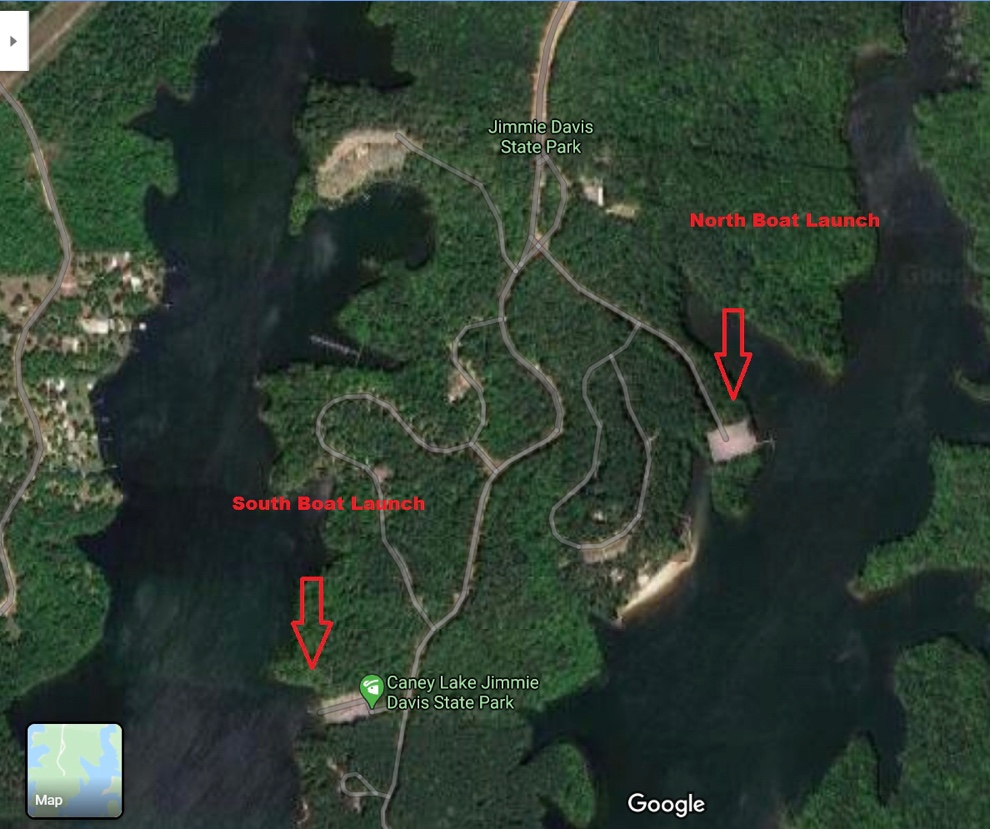 Jimmie Davis
State Park
North Boat Launch
South Boat Launch
Caney Lake Jimmie
Davis State Park
Map
Google